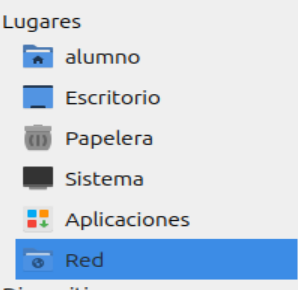 Lugares
alumno
Escritorio
Papelera
Sistema
Aplicaciones
Red